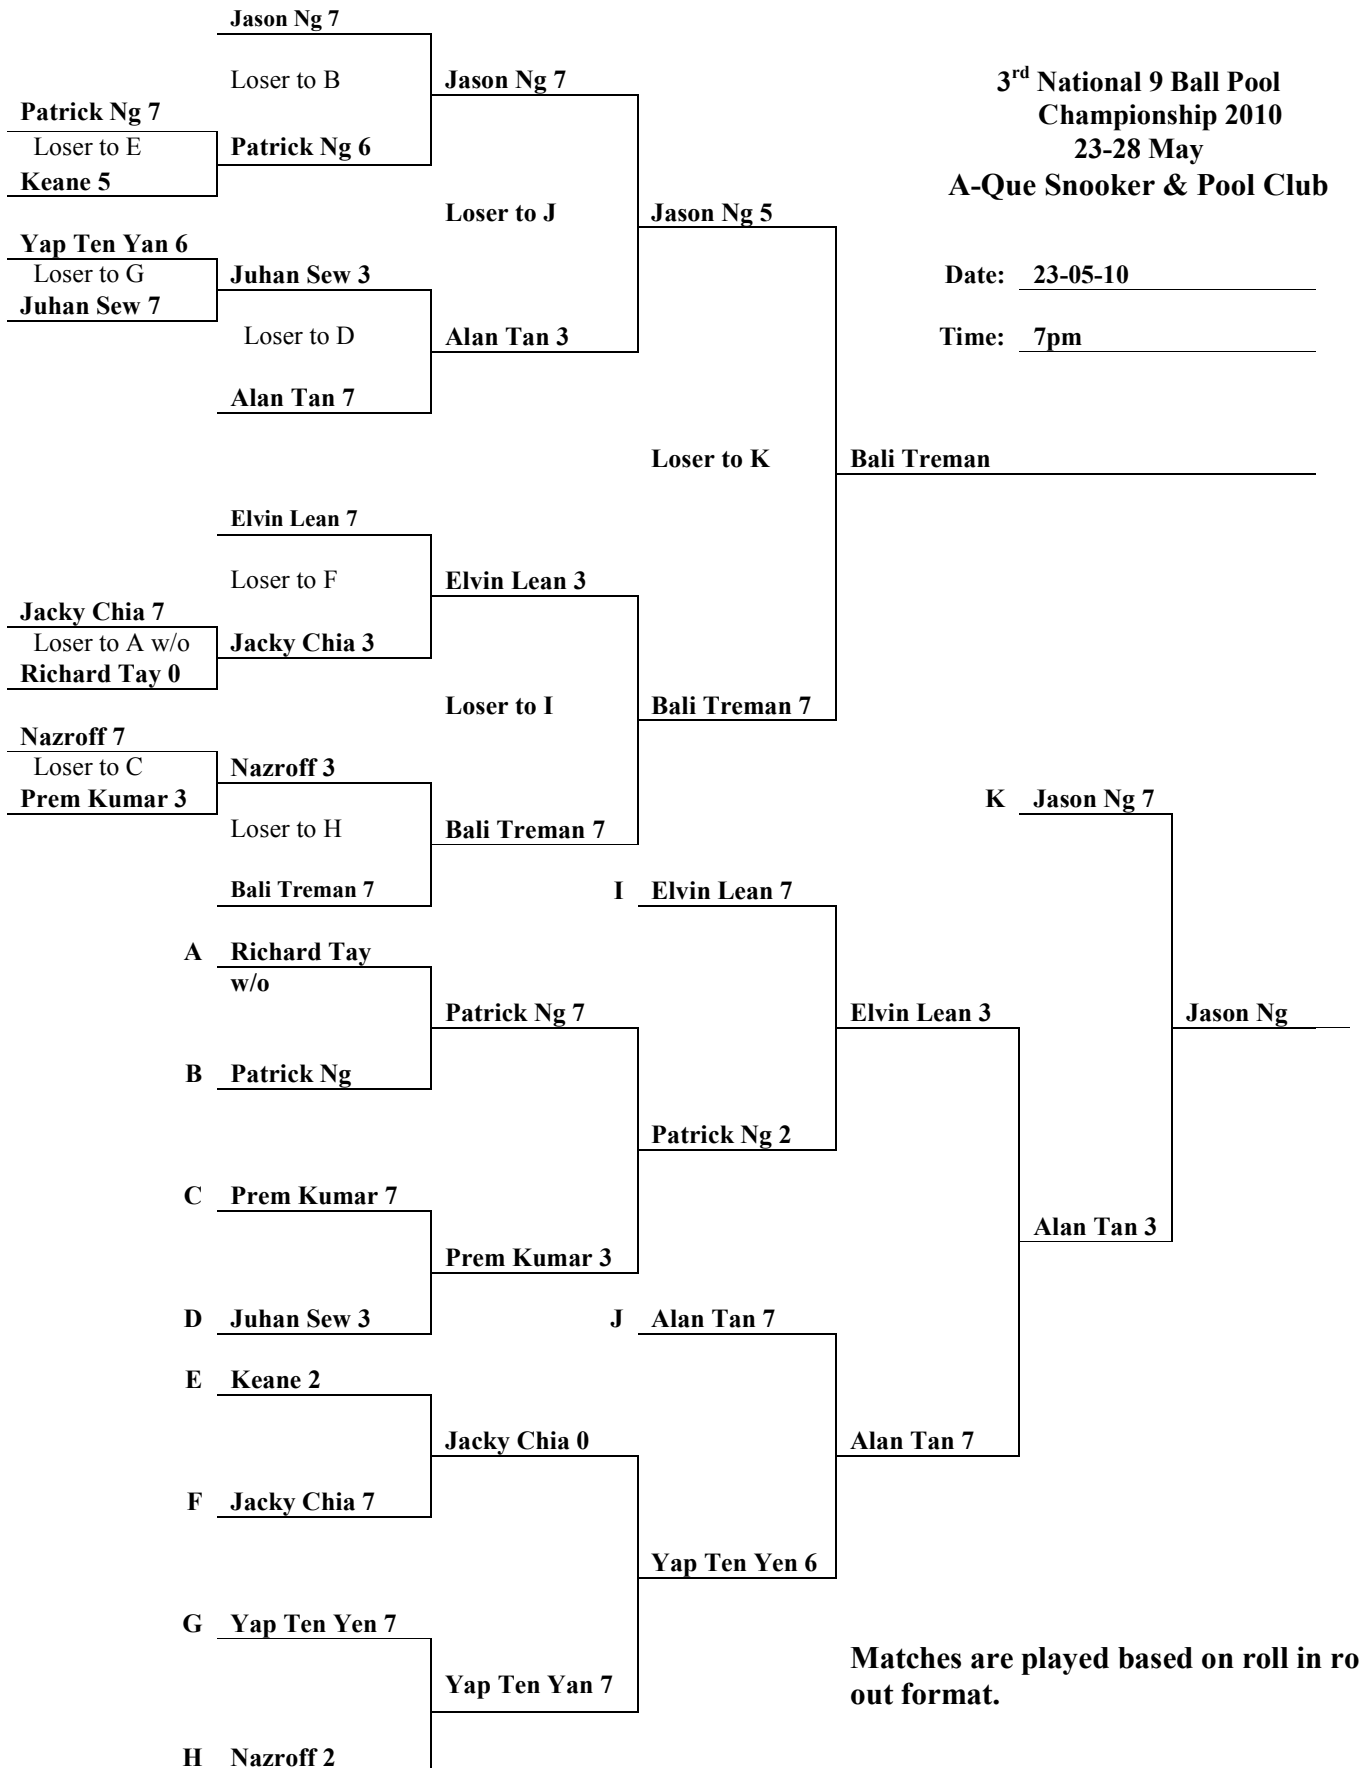 Jason Ng 7
Loser to B
Jason Ng 7
3rd National 9 Ball Pool
Championship 2010
23-28 May
A-Que Snooker & Pool Club
Patrick Ng 7
Loser to E
Patrick Ng 6
Keane 5
Loser to J
Jason Ng 5
Yap Ten Yan 6
Loser to G
Juhan Sew 3
Date: 23-05-10
Juhan Sew 7
Loser to D
Alan Tan 3
Time: 7pm
Alan Tan 7
Loser to K
Bali Treman
Elvin Lean 7
Loser to F
Elvin Lean 3
Jacky Chia 7
Loser to A w/o
Jacky Chia 3
Richard Tay 0
Loser to I
Bali Treman 7
Nazroff 7
Loser to C
Nazroff 3
Prem Kumar 3
K Jason Ng 7
Loser to H
Bali Treman 7
Bali Treman 7
I Elvin Lean 7
A Richard Tay
w/o
Patrick Ng 7
Elvin Lean 3
Jason Ng
B Patrick Ng
Patrick Ng 2
C Prem Kumar 7
Alan Tan 3
Prem Kumar 3
D Juhan Sew 3
J Alan Tan 7
E Keane 2
Jacky Chia 0
Alan Tan 7
F Jacky Chia 7
Yap Ten Yen 6
G Yap Ten Yen 7
Matches are played based on roll in ro
out format.
Yap Ten Yan 7
H Nazroff 2